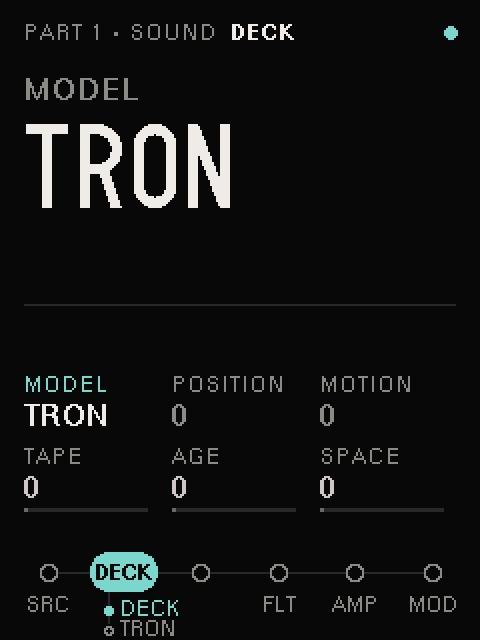 PART 1 · SOUND DECK
MODEL
TRON
MODEL POSITION MOTION
TRON 0 0
TAPE AGE SPACE
0 0 0
DECK
SRC DECK FLT AMP MOD
TRON